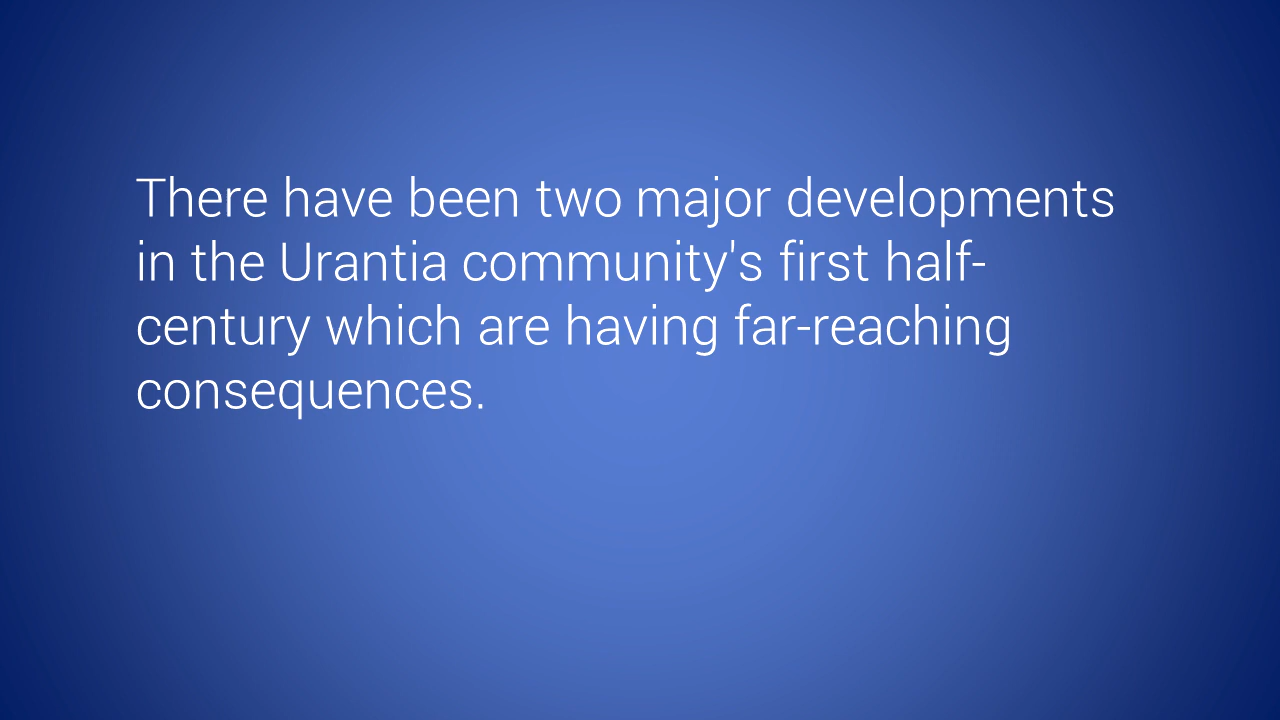 There have been two major developments
in the Urantia community's first half-
century which are having far-reaching
consequences.